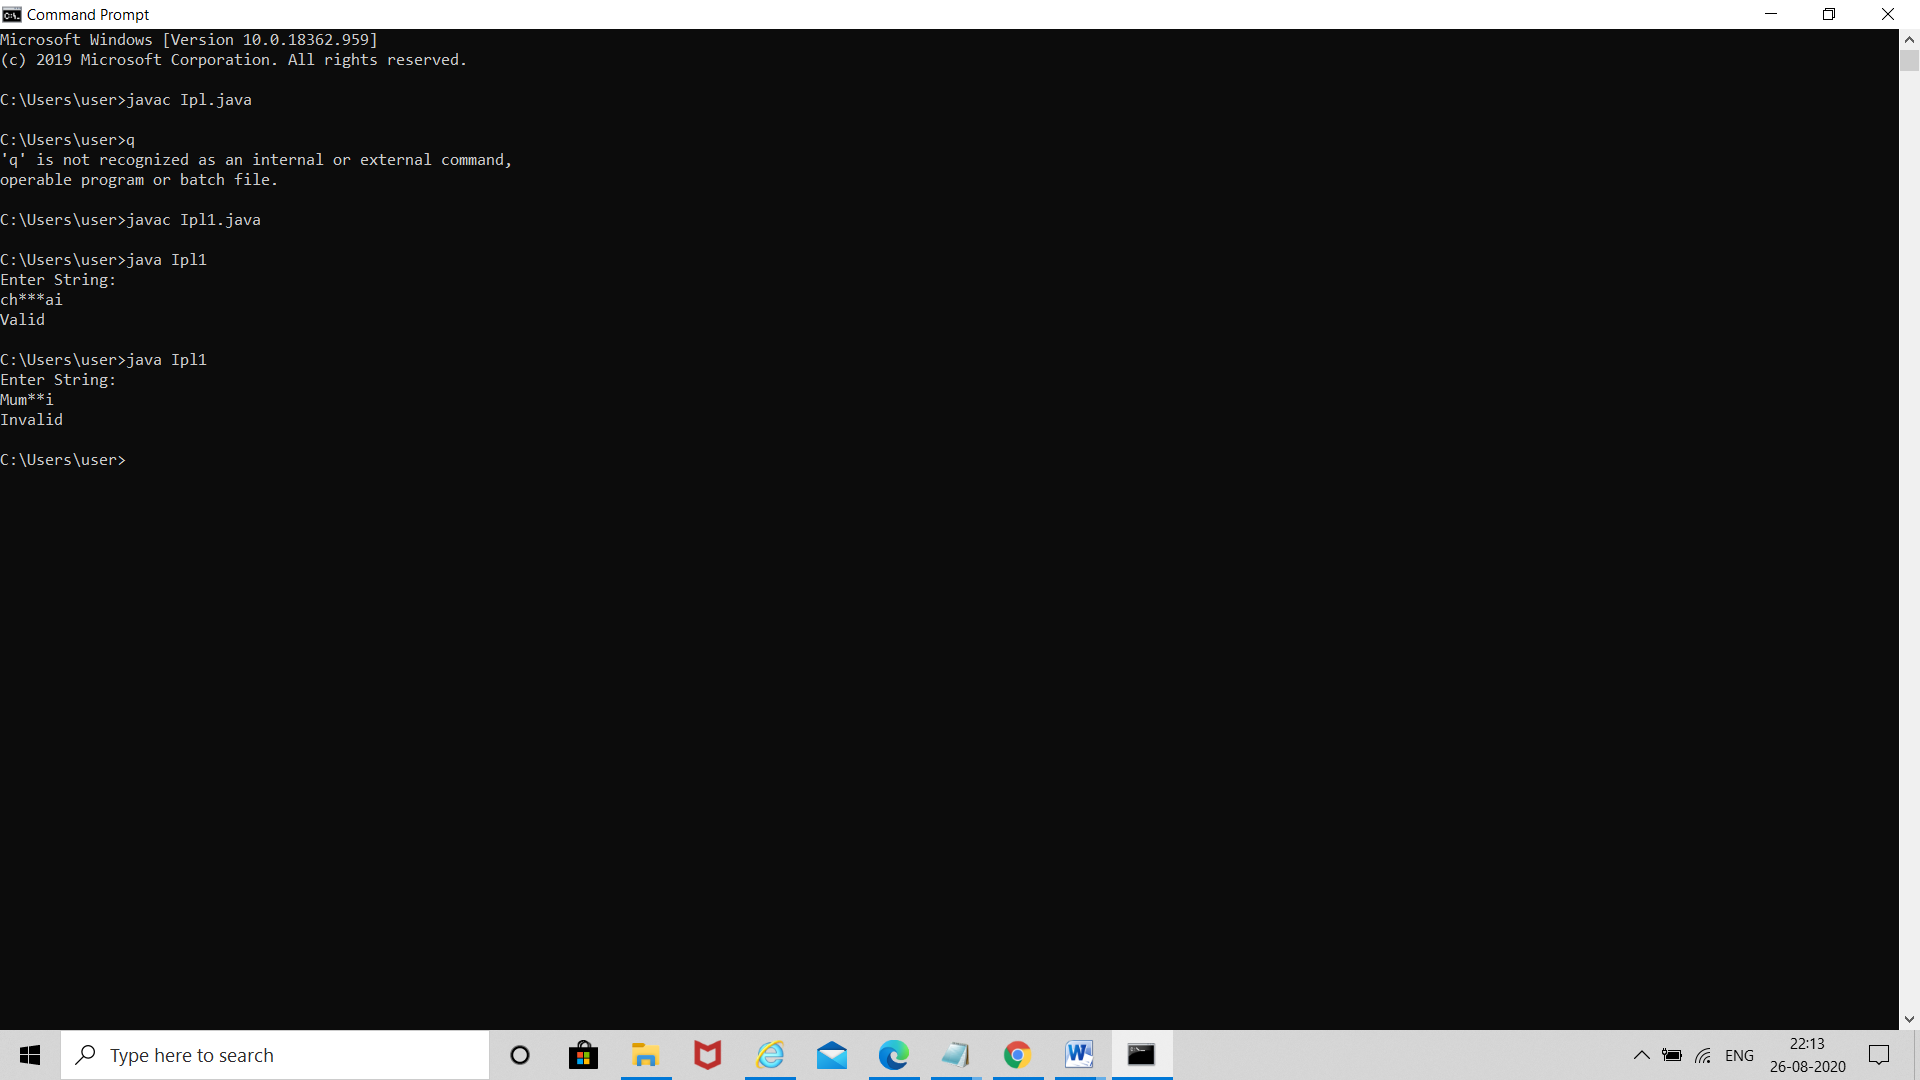 Command Prompt
Microsoft Windows [Version 10.0.18362.959]
(c) 2019 Microsoft Corporation. All rights reserved.
C:\Users\user>javac Ipl.java
C:\Users\user>q
'q' is not recognized as an internal or external command,
operable program or batch file.
C:\Users\user>javac Ipl1.java
C:\Users\user>java Ipl1
Enter String:
ch***ai
Valid
C:\Users\user>java Ipl1
Enter String:
Mum**i
Invalid
C:\Users\user>
Type here to search
ENG
22:13
26-08-2020